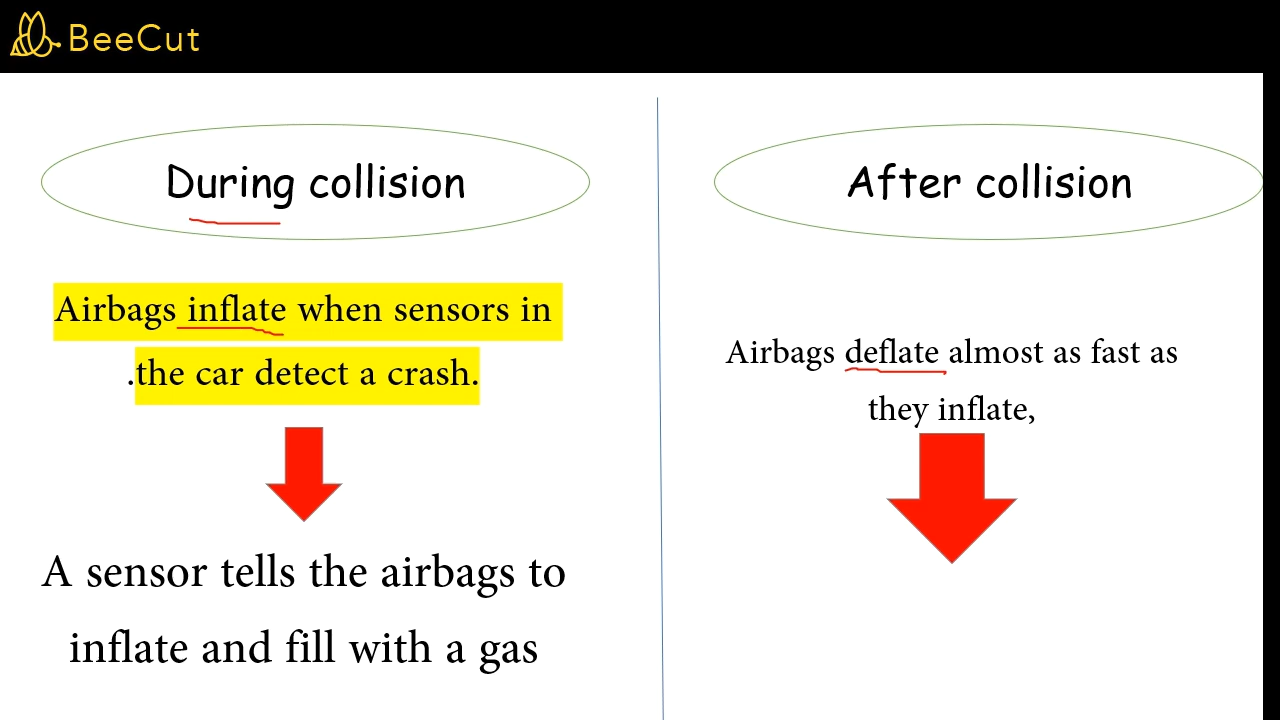 BeeCut
During collision
Airbags inflate when sensors in
.the car detect a crash.
A sensor tells the airbags to
inflate and fill with a gas
After collision
Airbags deflate almost as fast as
they inflate,